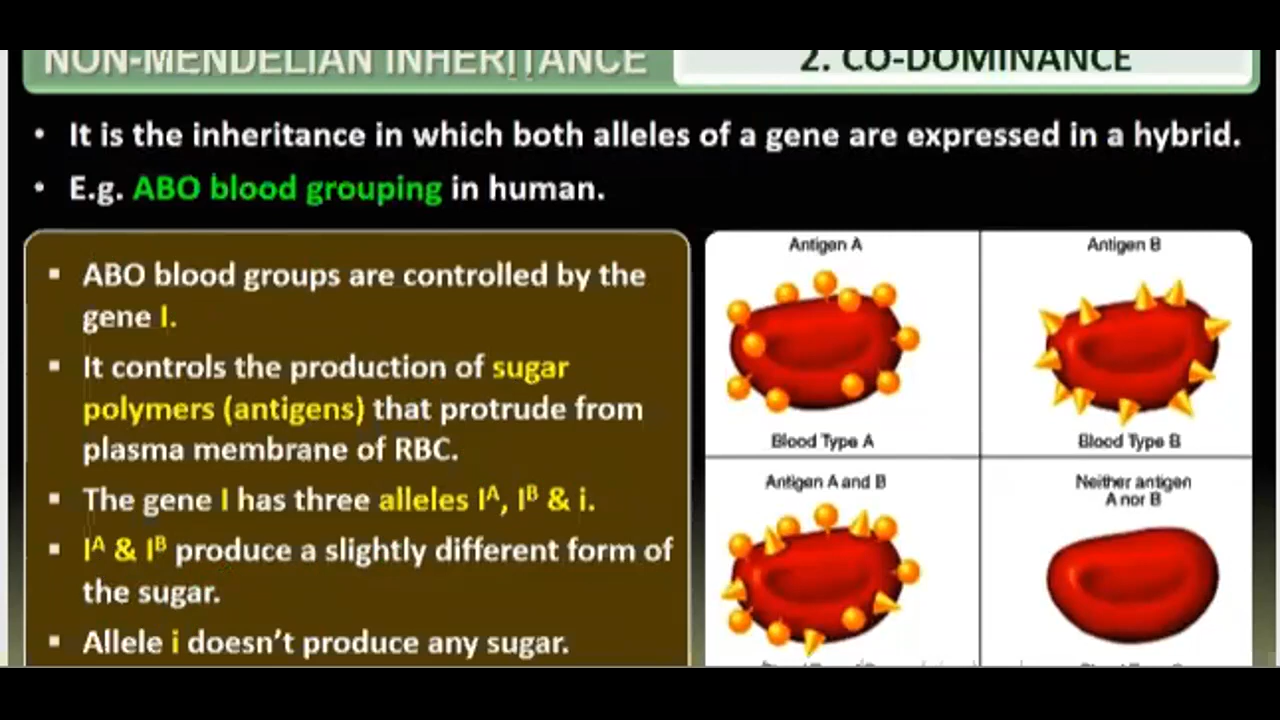 NON-MENDELIAN INHERITANCE
2. CO-DOMINANCE
• It is the inheritance in which both alleles of a gene are expressed in a hybrid.
• E.g. ABO blood grouping in human.
▪ ABO blood groups are controlled by the
gene I.
▪ It controls the production of sugar
polymers (antigens) that protrude from
plasma membrane of RBC.
▪ The gene I has three alleles Iᴬ, Iᴮ & i.
▪ Iᴬ & Iᴮ produce a slightly different form of
the sugar.
▪ Allele i doesn’t produce any sugar.
Antigen A
Blood Type A
Antigen B
Blood Type B
Antigen A and B
Neither antigen
A nor B